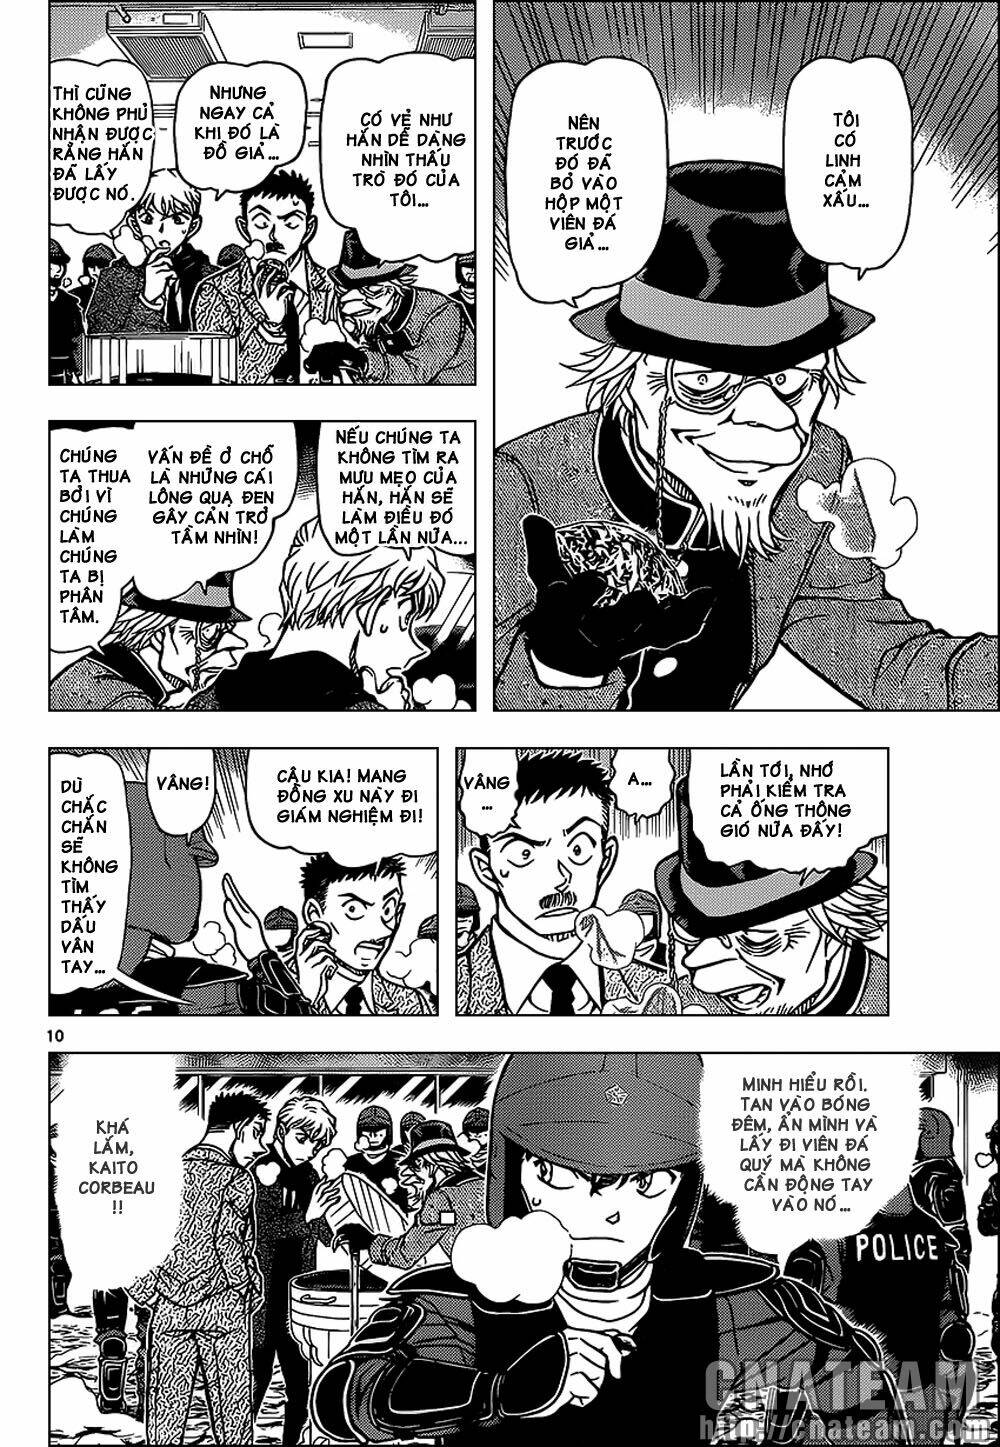 TÔI
CÓ
LINH
CẢM
XẤU...
NÊN
TRƯỚC
ĐÓ ĐÃ
BỎ VÀO
HỘP MỘT
VIÊN ĐÁ
GIẢ...
CÓ VẺ NHƯ
HẮN DỄ DÀNG
NHÌN THẤU
TRÒ ĐÓ CỦA
TÔI...
NHƯNG
NGAY CẢ
KHI ĐÓ LÀ
ĐỒ GIẢ...
THÌ CŨNG
KHÔNG PHỦ
NHẬN ĐƯỢC
RẰNG HẮN
ĐÃ LẤY
ĐƯỢC NÓ.
NẾU CHÚNG TA
KHÔNG TÌM RA
MƯU MẸO CỦA
HẮN, HẮN SẼ
LÀM ĐIỀU ĐÓ
MỘT LẦN NỮA...
VẤN ĐỀ Ở CHỖ
LÀ NHỮNG CÁI
LÔNG QUẠ ĐEN
GÂY CẢN TRỞ
TẦM NHÌN!
CHÚNG
TA THUA
BỞI VÌ
CHÚNG
LÀM
CHÚNG
TA BỊ
PHÂN
TÂM.
LẦN TỚI, NHỚ
PHẢI KIỂM TRA
CẢ ỐNG THÔNG
GIÓ NỮA ĐẤY!
A...
VÂNG
...
CẬU KIA! MANG
ĐỒNG XU NÀY ĐI
GIÁM NGHIỆM ĐI!
VÂNG!
DÙ
CHẮC
CHẮN
SẼ
KHÔNG
TÌM
THẤY
DẤU
VÂN
TAY...
10
MINH HIỂU RỒI.
TAN VÀO BÓNG
ĐÊM, ẨN MÌNH VÀ
LẤY ĐI VIÊN ĐÁ
QUÝ MÀ KHÔNG
CẦN ĐỘNG TAY
VÀO NÓ...
KHÁ
LẮM,
KAITO
CORBEAU
!!
POLICE
CNATEAM
http://cnateam.com/